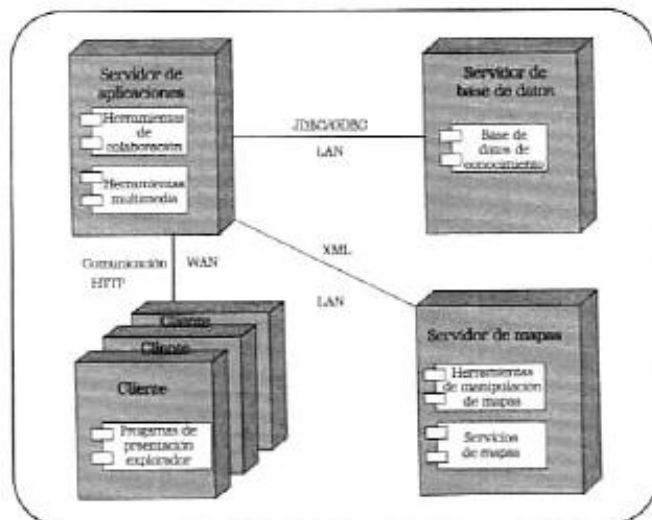 Servidor de
aplicaciones
Herramientas
de
colaboración
Herramientas
multimedia
JDBC/ODBC
LAN
Servidor de
base de datos
Base de
datos de
conocimiento
Comunicación
HTTP
WAN
XML
LAN
Cliente
Cliente
Cliente
Progamas de
presentación
explorador
Servidor de mapas
Herramientas
de manipulación
de mapas
Servicios
de mapas